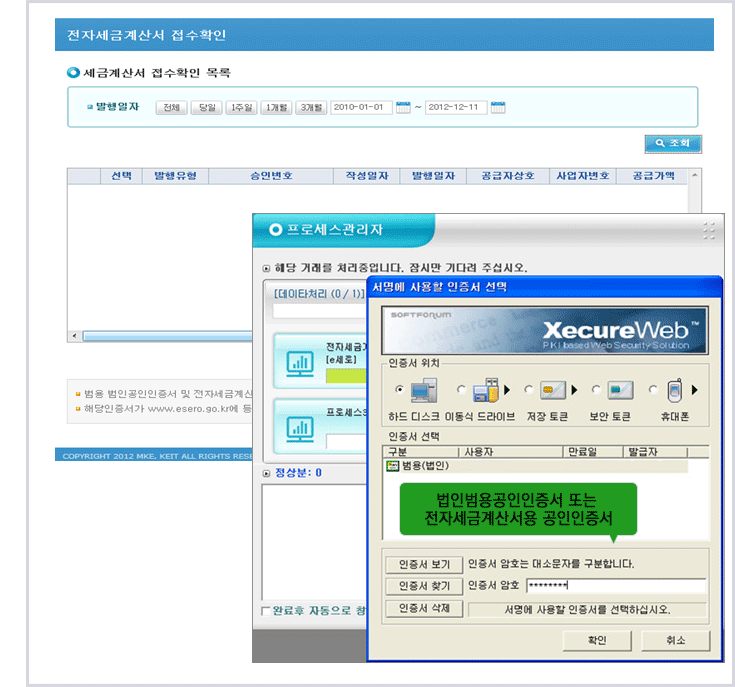 전자세금계산서 접수확인
세금계산서 접수확인 목록
발행일자 전체 당일 1주일 1개월 3개월 2010-01-01 ~ 2012-12-11
조회
선택 발행유형 승인번호 작성일자 발행일자 공급자상호 사업자번호 공급가액
프로세스관리자
해당 거래를 처리중입니다. 잠시만 기다려 주십시오.
[데이타처리 (0 / 1)]
전자세금
[e세로]
프로세스
정상분: 0
완료후 자동으로 창
범용 법인공인인증서 및 전자세금계산
해당인증서가 www.esero.go.kr에 등
COPYRIGHT 2012 MKE, KEIT ALL RIGHTS RESE
서명에 사용할 인증서 선택
SOFTFORUM
XecureWeb™
PKI based Web Security Solution
인증서 위치
하드 디스크 이동식 드라이브 저장 토큰 보안 토큰 휴대폰
인증서 선택
구분 사용자 만료일 발급자
범용(법인)
법인범용공인인증서 또는
전자세금계산서용 공인인증서
인증서 보기 인증서 암호는 대소문자를 구분합니다.
인증서 찾기 인증서 암호 ********
인증서 삭제 서명에 사용할 인증서를 선택하십시오.
확인 취소